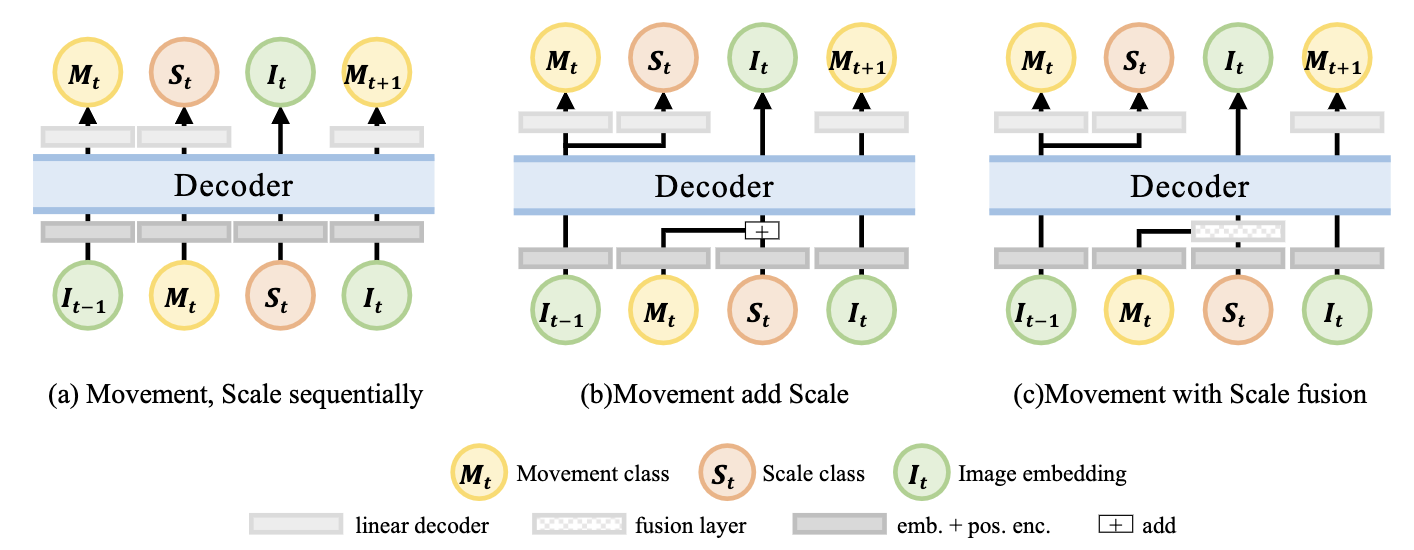 M_t S_t I_t M_{t+1} M_t S_t I_t M_{t+1} M_t S_t I_t M_{t+1}
Decoder Decoder Decoder
+
I_{t-1} M_t S_t I_t I_{t-1} M_t S_t I_t I_{t-1} M_t S_t I_t
(a) Movement, Scale sequentially (b)Movement add Scale (c)Movement with Scale fusion
M_t Movement class S_t Scale class I_t Image embedding
linear decoder fusion layer emb. + pos. enc. + add